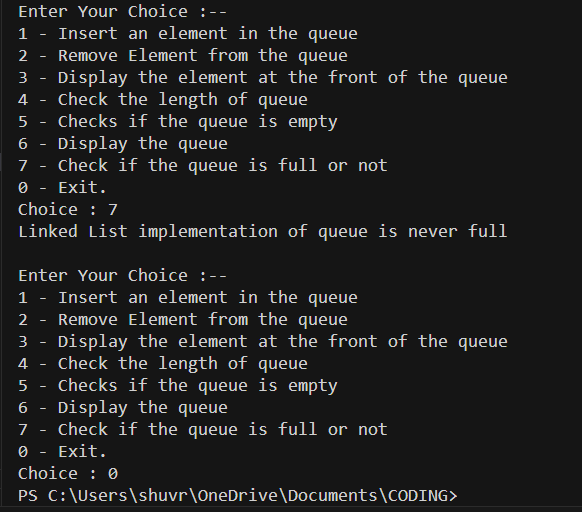 Enter Your Choice :--
1 - Insert an element in the queue
2 - Remove Element from the queue
3 - Display the element at the front of the queue
4 - Check the length of queue
5 - Checks if the queue is empty
6 - Display the queue
7 - Check if the queue is full or not
0 - Exit.
Choice : 7
Linked List implementation of queue is never full

Enter Your Choice :--
1 - Insert an element in the queue
2 - Remove Element from the queue
3 - Display the element at the front of the queue
4 - Check the length of queue
5 - Checks if the queue is empty
6 - Display the queue
7 - Check if the queue is full or not
0 - Exit.
Choice : 0
PS C:\Users\shuvr\OneDrive\Documents\CODING>